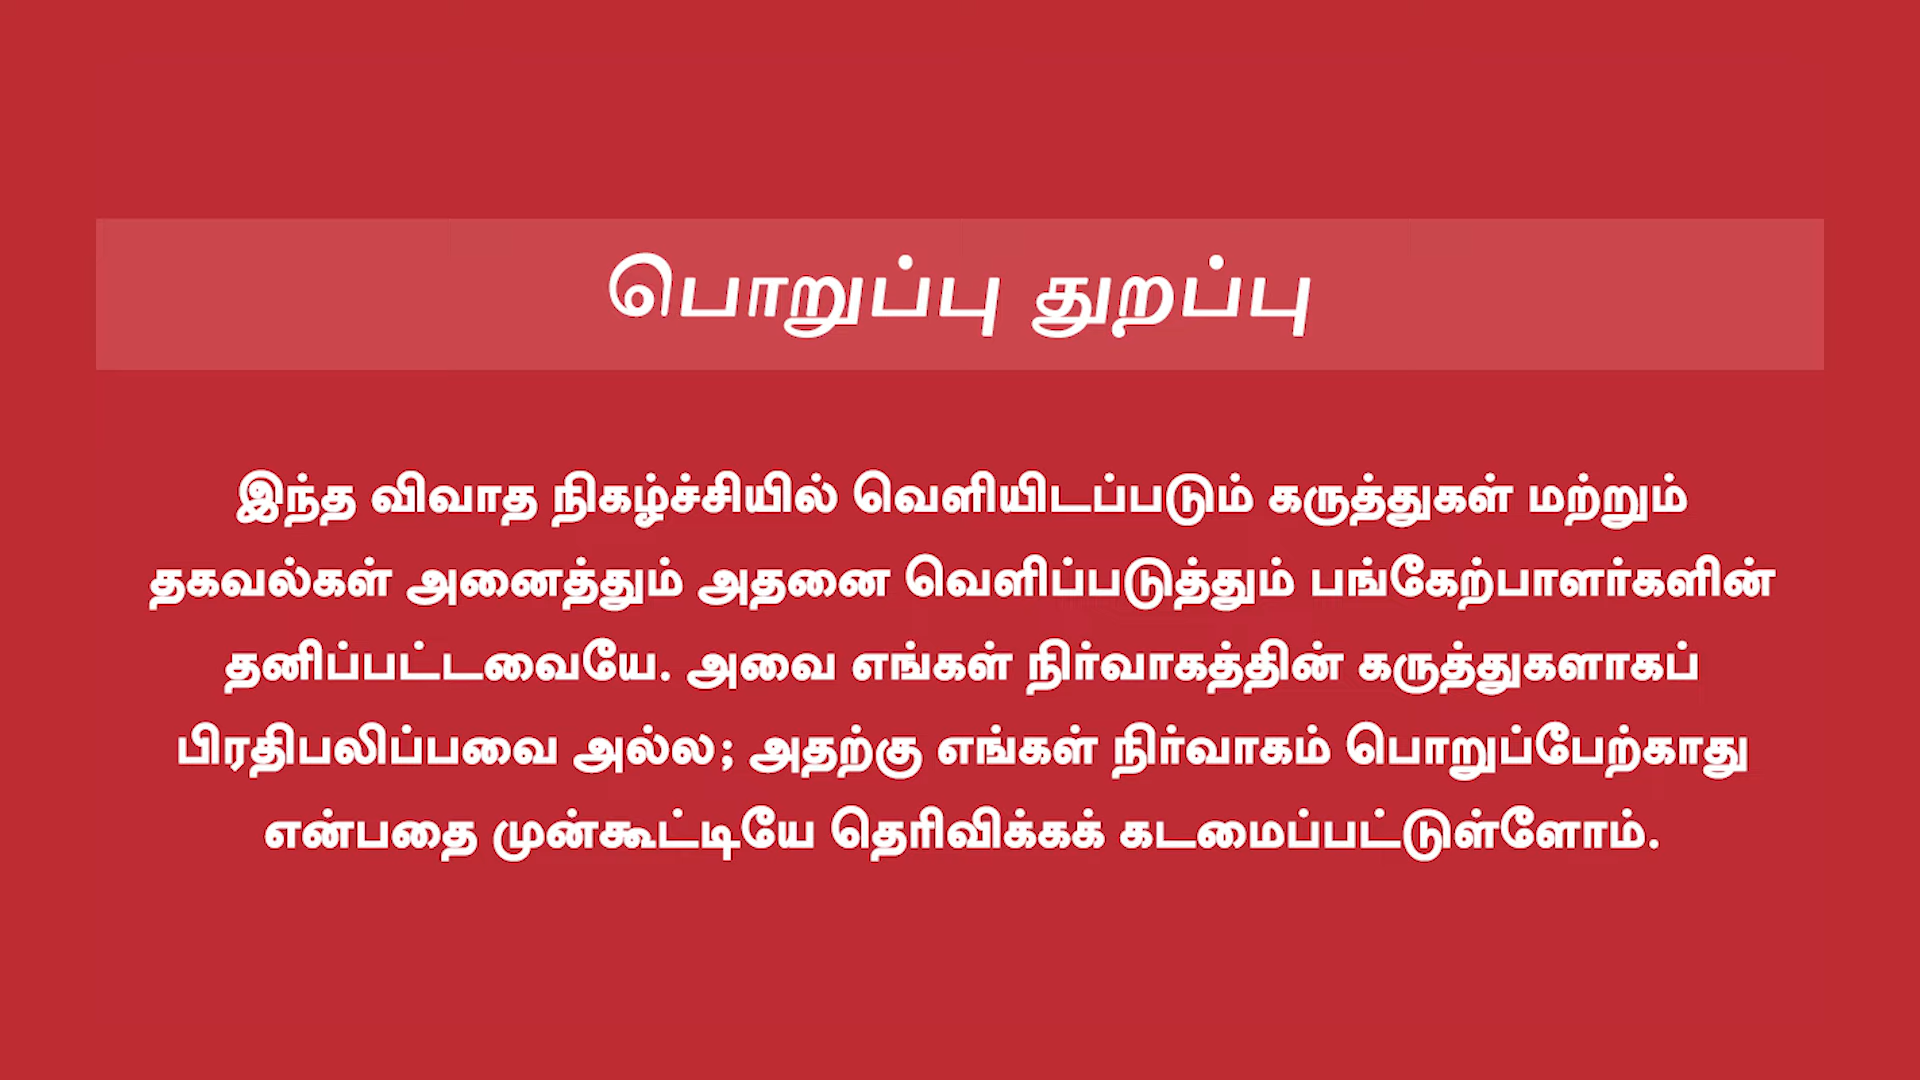 பொறுப்பு துறப்பு
இந்த விவாத நிகழ்ச்சியில் வெளியிடப்படும் கருத்துகள் மற்றும்
தகவல்கள் அனைத்தும் அதனை வெளிப்படுத்தும் பங்கேற்பாளர்களின்
தனிப்பட்டவையே. அவை எங்கள் நிர்வாகத்தின் கருத்துகளாகப்
பிரதிபலிப்பவை அல்ல; அதற்கு எங்கள் நிர்வாகம் பொறுப்பேற்காது
என்பதை முன்கூட்டியே தெரிவிக்கக் கடமைப்பட்டுள்ளோம்.